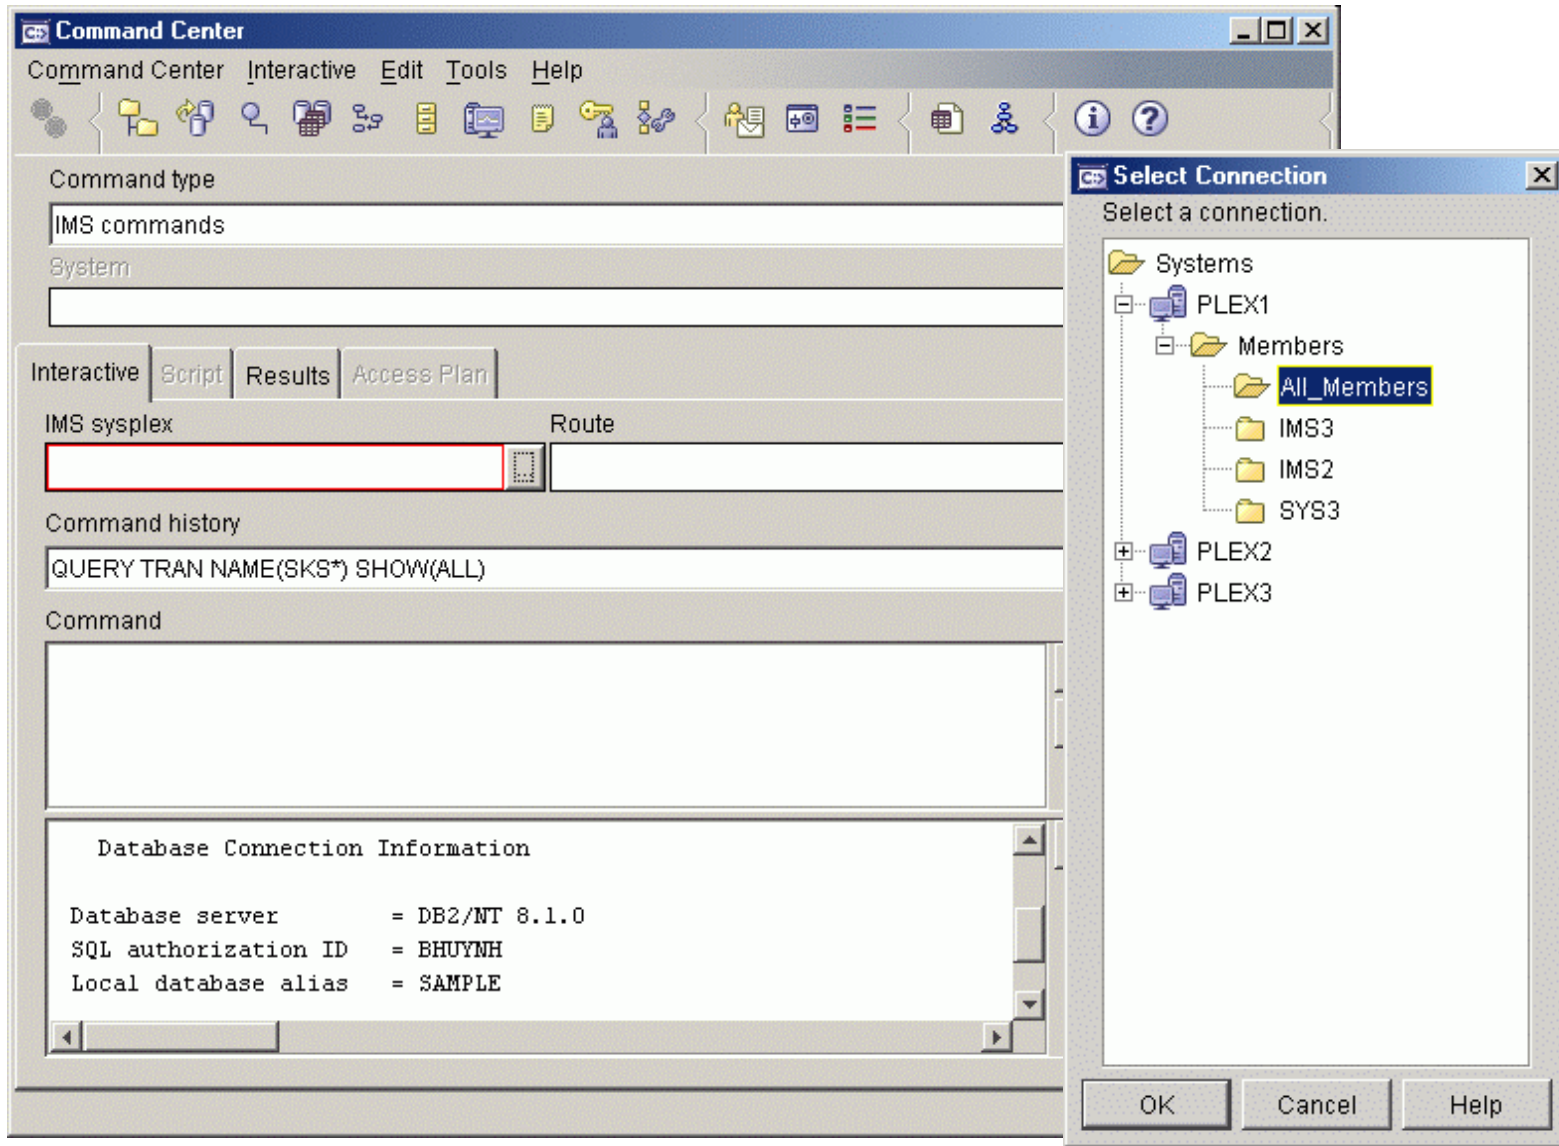 Command Center
Command Center Interactive Edit Tools Help
Command type
IMS commands
System
Interactive Script Results Access Plan
IMS sysplex Route
...
Command history
QUERY TRAN NAME(SKS*) SHOW(ALL)
Command
Database Connection Information
Database server = DB2/NT 8.1.0
SQL authorization ID = BHUYNH
Local database alias = SAMPLE
Select Connection
Select a connection.
Systems
PLEX1
Members
All_Members
IMS3
IMS2
SYS3
PLEX2
PLEX3
OK Cancel Help